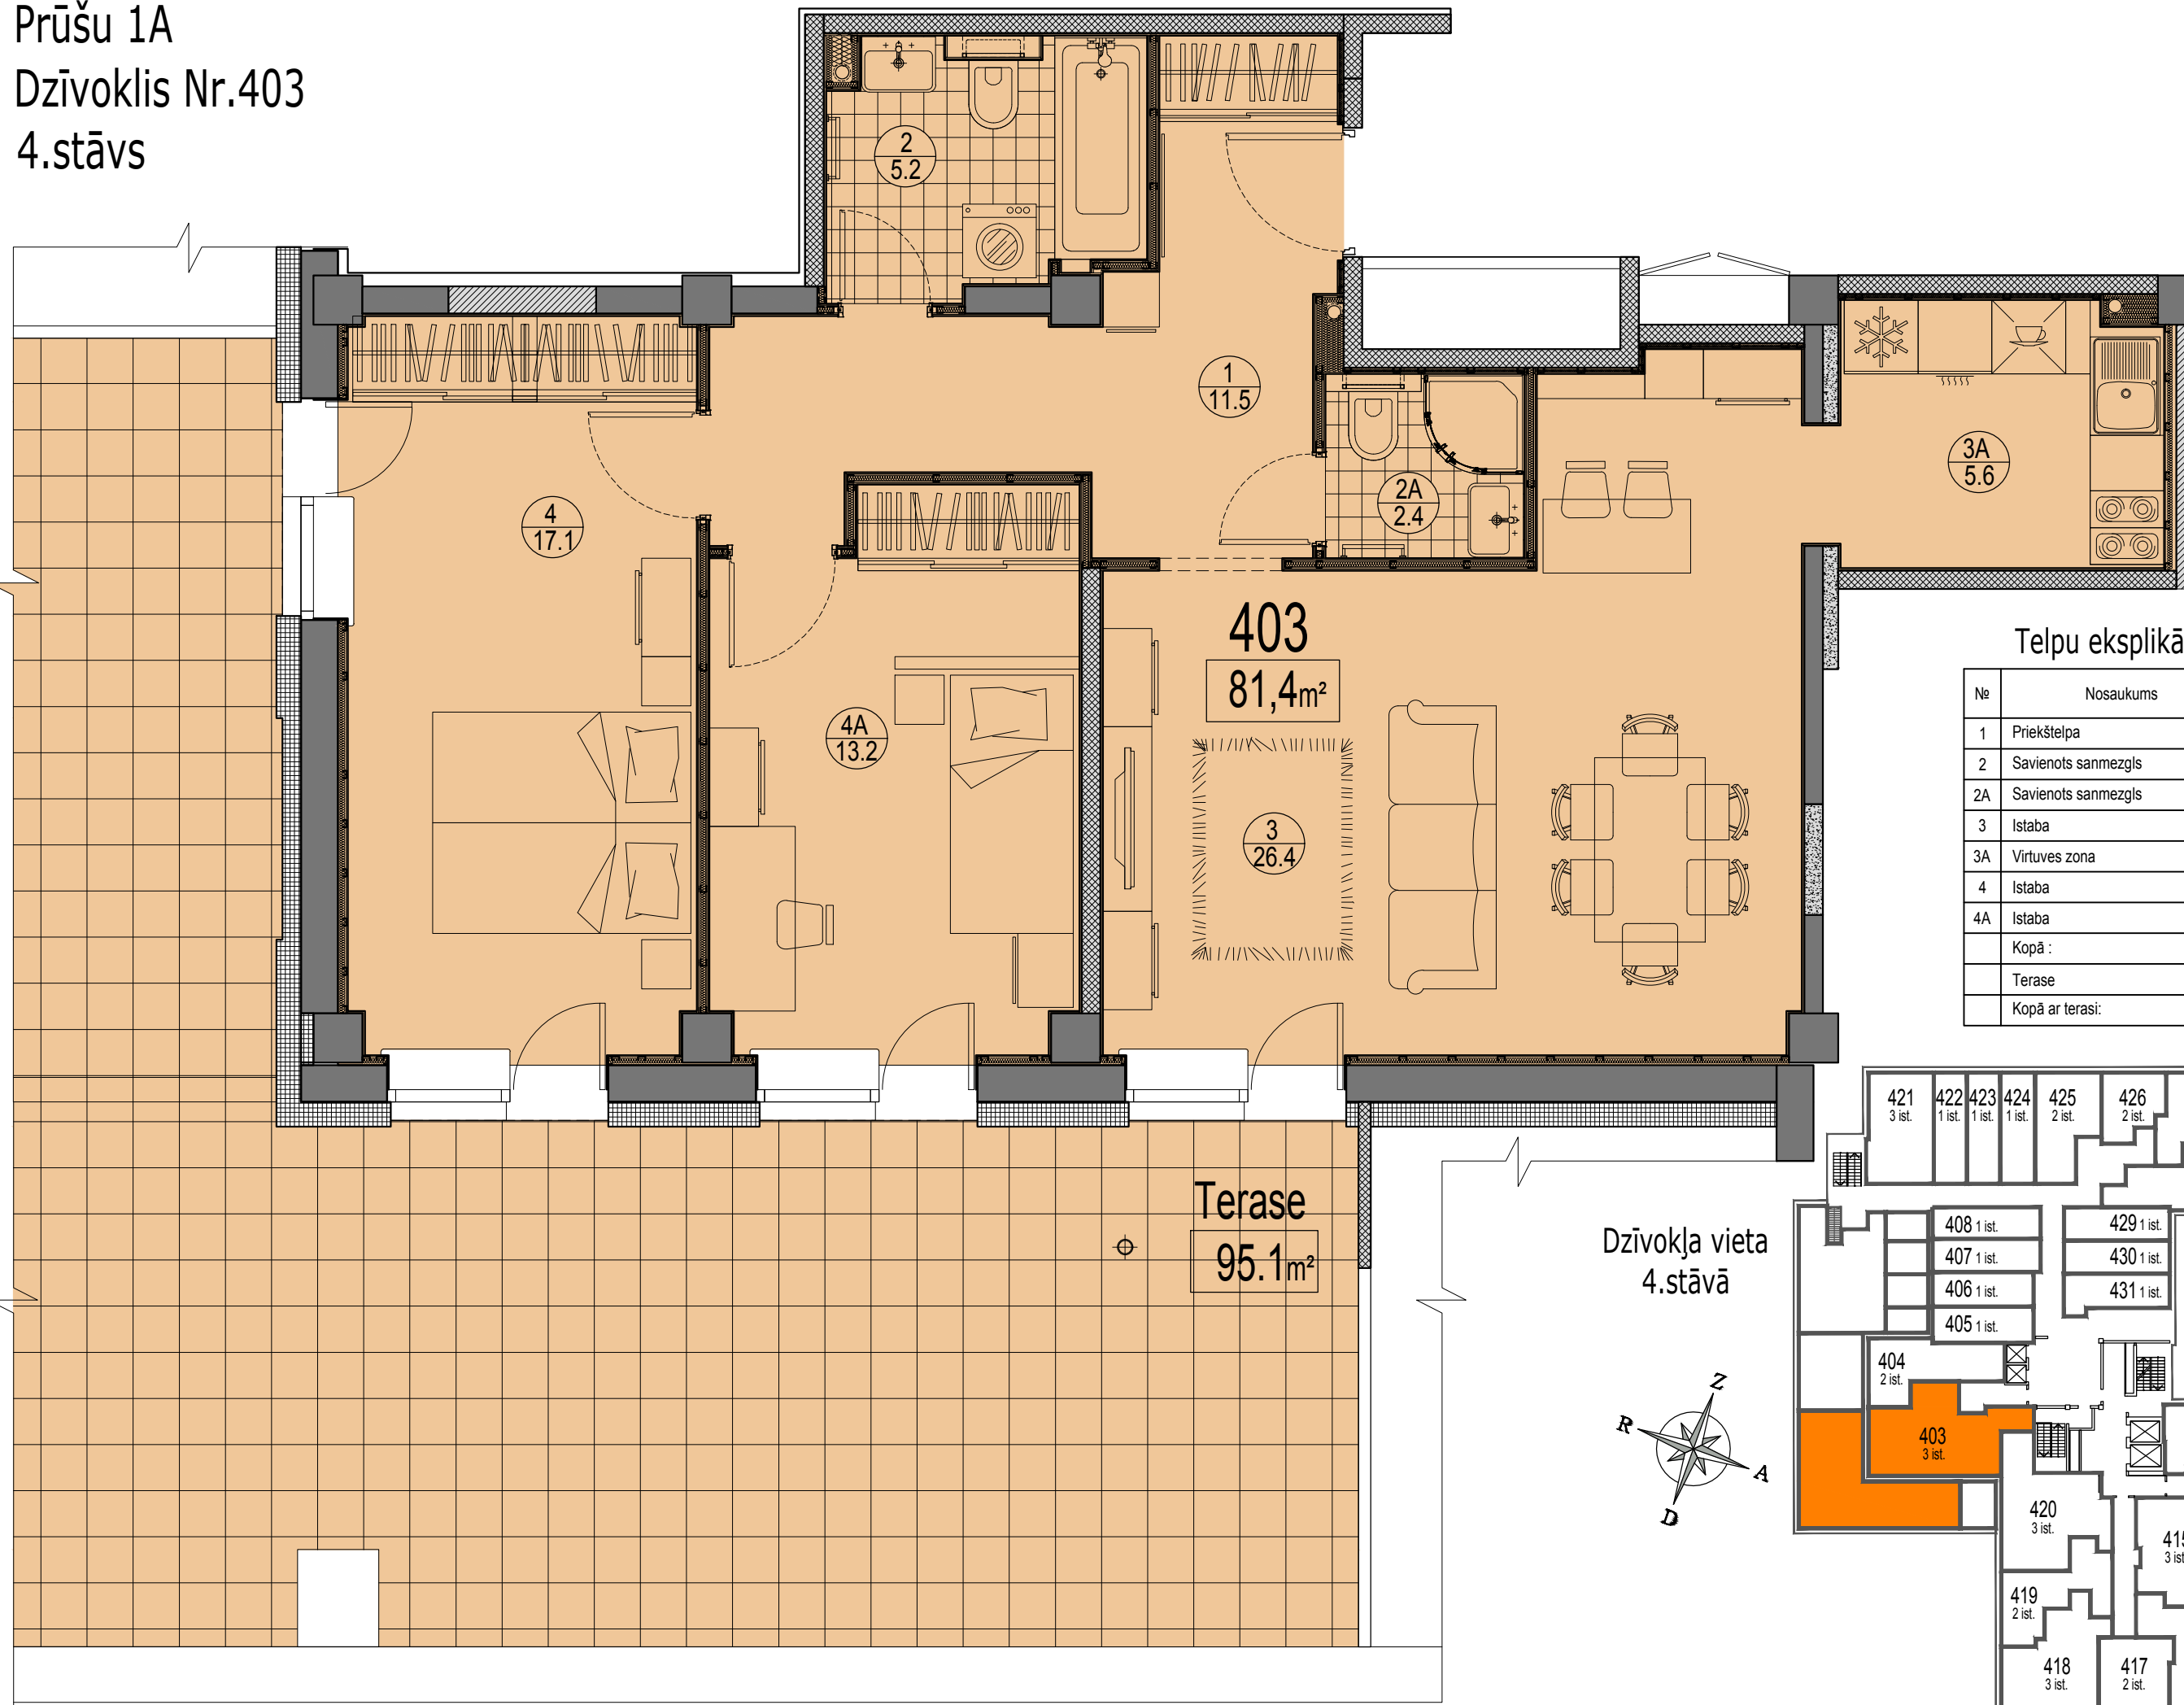 Prūšu 1A
Dzīvoklis Nr.403
4.stāvs
2
5.2
1
11.5
2A
2.4
3A
5.6
4
17.1
4A
13.2
403
81,4m²
3
26.4
Terase
95.1m²
Telpu eksplikā
№ Nosaukums
1 Priekštelpa
2 Savienots sanmezgls
2A Savienots sanmezgls
3 Istaba
3A Virtuves zona
4 Istaba
4A Istaba
Kopā :
Terase
Kopā ar terasi:
Dzīvokļa vieta
4.stāvā
Z
R
A
D
421 422 423 424 425 426
3 ist. 1 ist. 1 ist. 1 ist. 2 ist. 2 ist.
408 1 ist. 429 1 ist.
407 1 ist. 430 1 ist.
406 1 ist. 431 1 ist.
405 1 ist.
404
2 ist.
403
3 ist.
420
3 ist.
415
3 ist
419
2 ist.
418 417
3 ist. 2 ist.